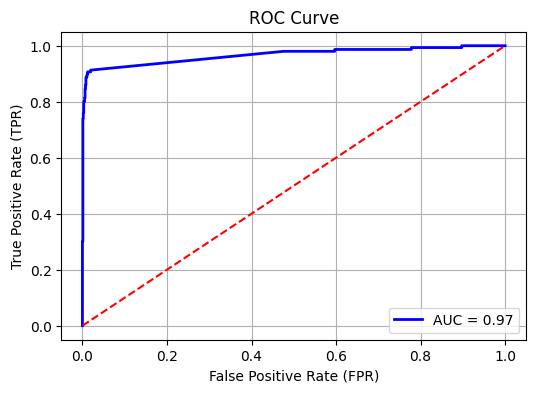 ROC Curve
1.0
0.8
0.6
0.4
0.2
0.0
True Positive Rate (TPR)
AUC = 0.97
0.0 0.2 0.4 0.6 0.8 1.0
False Positive Rate (FPR)